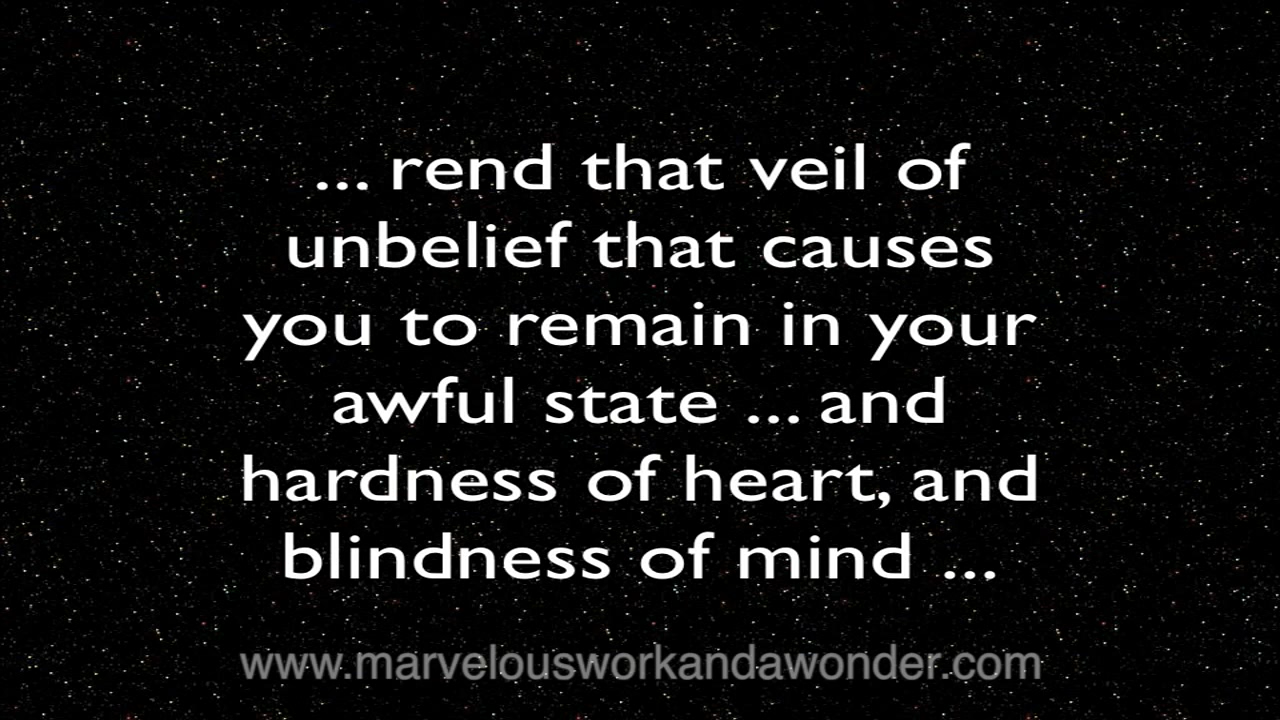 ... rend that veil of
unbelief that causes
you to remain in your
awful state ... and
hardness of heart, and
blindness of mind ...
www.marvelousworkandawonder.com